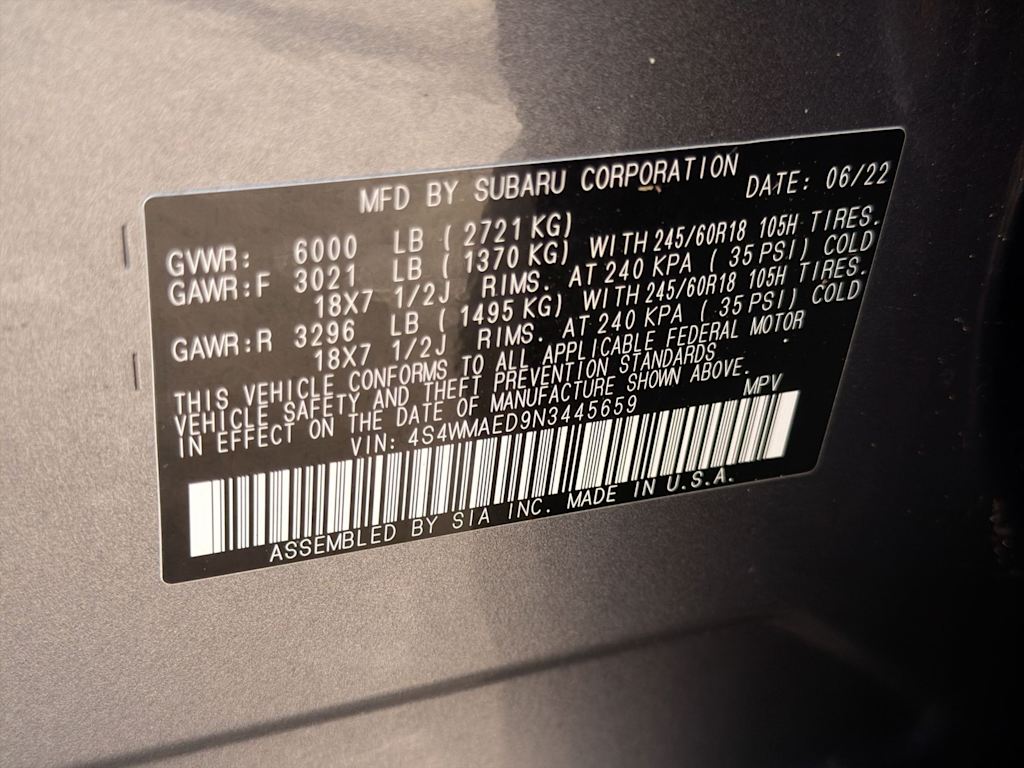 MFD BY SUBARU CORPORATION DATE: 06/22
GVWR: 6000 LB ( 2721 KG)
GAWR:F 3021 LB ( 1370 KG) WITH 245/60R18 105H TIRES.
18X7 1/2J RIMS. AT 240 KPA ( 35 PSI) COLD
GAWR:R 3296 LB ( 1495 KG) WITH 245/60R18 105H TIRES.
18X7 1/2J RIMS. AT 240 KPA ( 35 PSI) COLD
THIS VEHICLE CONFORMS TO ALL APPLICABLE FEDERAL MOTOR
VEHICLE SAFETY AND THEFT PREVENTION STANDARDS
IN EFFECT ON THE DATE OF MANUFACTURE SHOWN ABOVE.
VIN: 4S4WMAED9N3445659 MPV
ASSEMBLED BY SIA INC. MADE IN U.S.A.